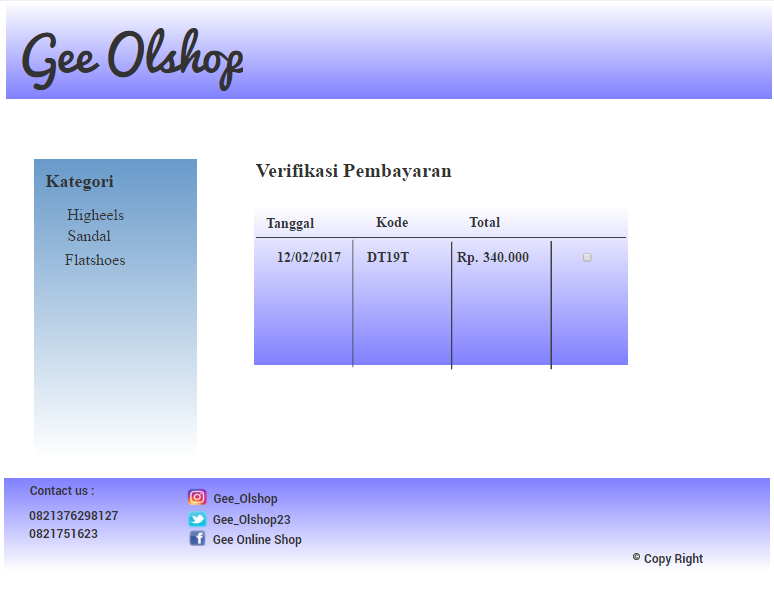 Gee Olshop
Kategori
Higheels
Sandal
Flatshoes
Verifikasi Pembayaran
Tanggal Kode Total
12/02/2017 DT19T Rp. 340.000
Contact us :
0821376298127
0821751623
Gee_Olshop
Gee_Olshop23
Gee Online Shop
© Copy Right